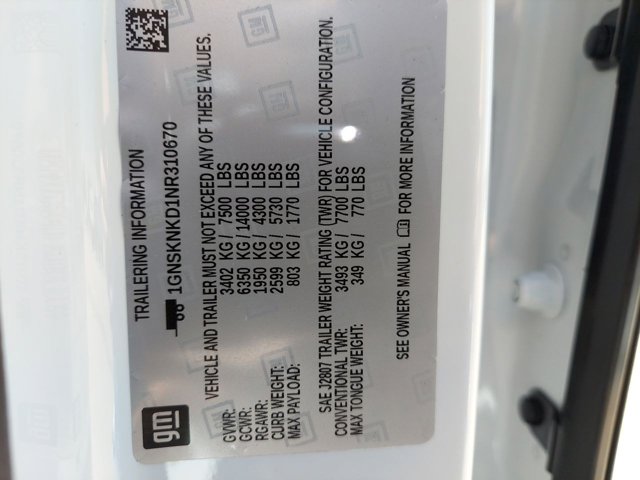 gm
TRAILERING INFORMATION
1GNSKNKD1NR310670
VEHICLE AND TRAILER MUST NOT EXCEED ANY OF THESE VALUES.
GVWR: 3402 KG / 7500 LBS
GCWR: 6350 KG / 14000 LBS
RGAWR: 1950 KG / 4300 LBS
CURB WEIGHT: 2599 KG / 5730 LBS
MAX PAYLOAD: 803 KG / 1770 LBS
SAE J2807 TRAILER WEIGHT RATING (TWR) FOR VEHICLE CONFIGURATION.
CONVENTIONAL TWR: 3493 KG / 7700 LBS
MAX TONGUE WEIGHT: 349 KG / 770 LBS
SEE OWNER'S MANUAL FOR MORE INFORMATION